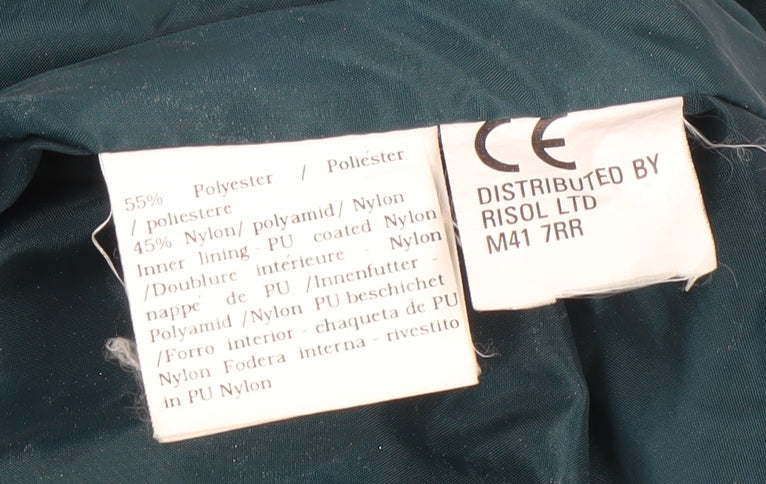 55% Polyester / Poliéster
/ poliestere
45% Nylon/ polyamid/ Nylon
Inner lining - PU coated Nylon
/Doublure intérieure - Nylon
nappé de PU /Innenfutter -
Polyamid /Nylon PU beschichet
/Forro interior - chaqueta de PU
Nylon Fodera interna - rivestito
in PU Nylon
CE
DISTRIBUTED BY
RISOL LTD
M41 7RR